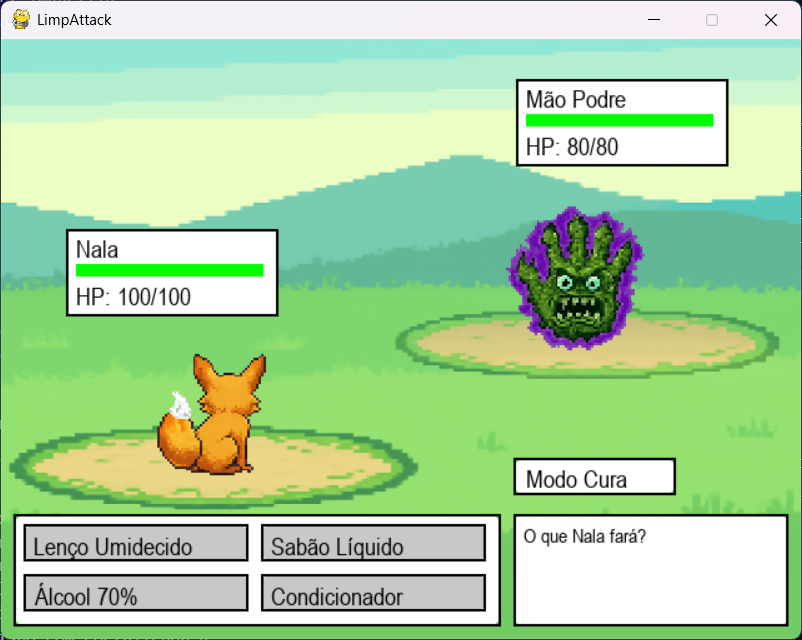 LimpAttack
Mão Podre
HP: 80/80
Nala
HP: 100/100
Modo Cura
Lenço Umidecido
Sabão Líquido
Álcool 70%
Condicionador
O que Nala fará?